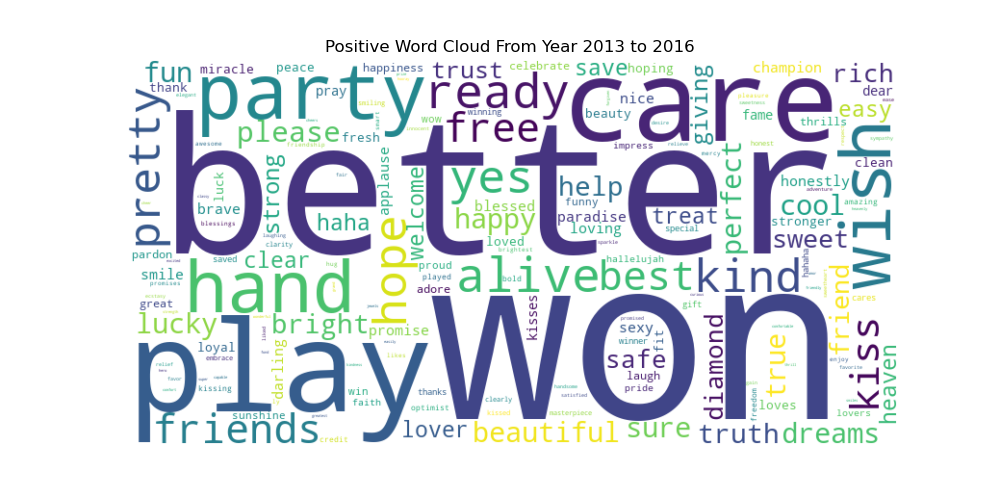 Positive Word Cloud From Year 2013 to 2016
fun
miracle
peace
happiness
trust
celebrate
save
hoping
champion
rich
thank
party
pray
smiling
ready
care
nice
giving
dear
easy
pretty
please
fresh
wow
winning
free
beauty
impress
fame
thrills
friendship
awesome
better
wish
clean
honest
relieve
mercy
desire
pleasure
sympathy
luck
strong
applause
welcome
yes
help
funny
perfect
honestly
adventure
amazing
brave
blessings
haha
blessed
happy
paradise
loving
treat
special
cool
stronger
sweet
laughing
clarity
hug
saved
pardon
clear
hope
loved
brightest
sparkle
proud
played
hallelujah
hahaha
smile
promises
hand
adore
alive
bold
best
kind
gift
cares
friend
great
lucky
bright
promise
kisses
won
sexy
winner
fit
safe
laugh
pride
diamond
true
enjoy
favorite
kiss
heaven
play
loyal
embrace
relief
favor
kissing
darling
likes
win
faith
thanks
optimist
clearly
handsome
satisfied
masterpiece
freedom
loves
lovers
sunshine
friends
credit
lover
beautiful
sure
truth
dreams